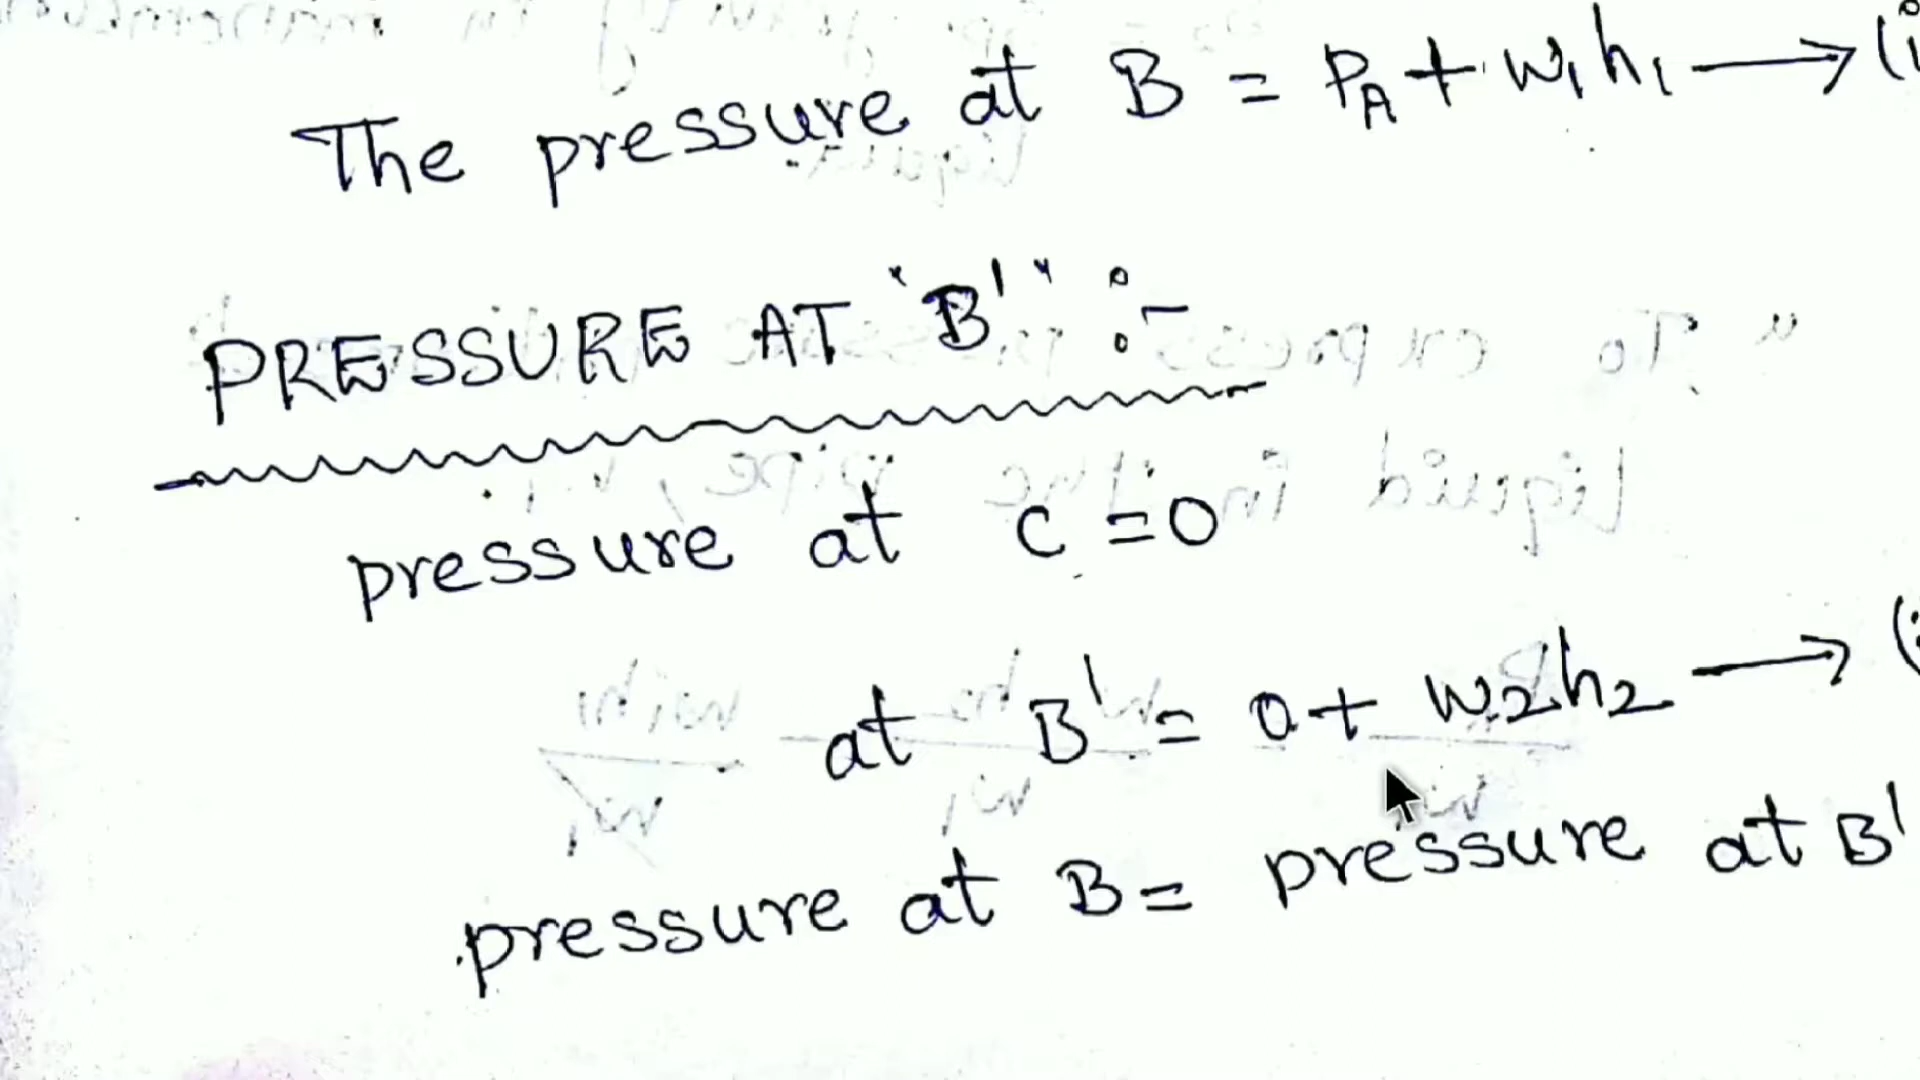 The pressure at B = PA + w1h1 → (i
PRESSURE AT "B'" :-
pressure at C = 0
at B' = 0 + w2h2 → (i
pressure at B = pressure at B'